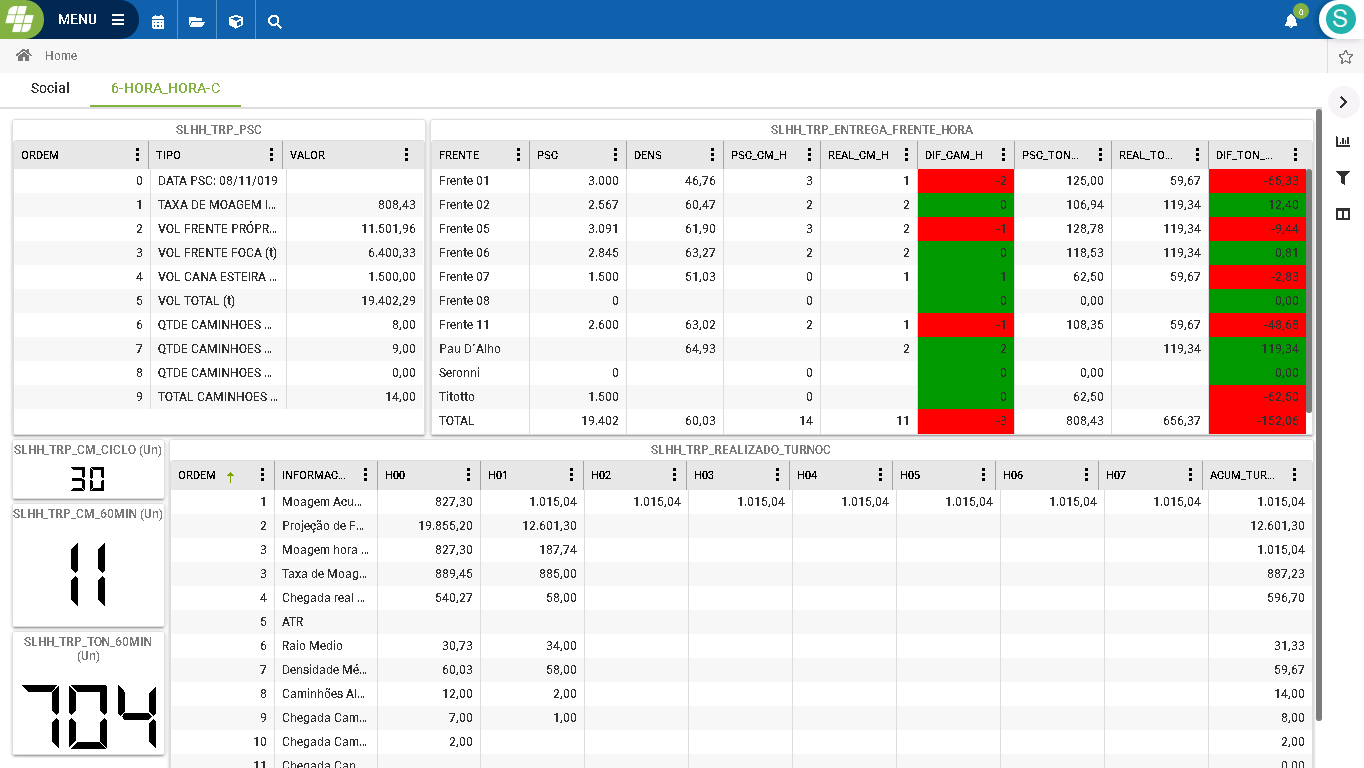 MENU
0
S
Home
Social 6-HORA_HORA-C
SLHH_TRP_PSC
ORDEM TIPO VALOR
0 DATA PSC: 08/11/019
1 TAXA DE MOAGEM I... 808,43
2 VOL FRENTE PRÓPR... 11.501,96
3 VOL FRENTE FOCA (t) 6.400,33
4 VOL CANA ESTEIRA ... 1.500,00
5 VOL TOTAL (t) 19.402,29
6 QTDE CAMINHOES ... 8,00
7 QTDE CAMINHOES ... 9,00
8 QTDE CAMINHOES ... 0,00
9 TOTAL CAMINHOES ... 14,00
SLHH_TRP_ENTREGA_FRENTE_HORA
FRENTE PSC DENS PSC_CM_H REAL_CM_H DIF_CAM_H PSC_TON... REAL_TO... DIF_TON_...
Frente 01 3.000 46,76 3 1 -2 125,00 59,67 -65,33
Frente 02 2.567 60,47 2 2 0 106,94 119,34 12,40
Frente 05 3.091 61,90 3 2 -1 128,78 119,34 -9,44
Frente 06 2.845 63,27 2 2 0 118,53 119,34 0,81
Frente 07 1.500 51,03 0 1 1 62,50 59,67 -2,83
Frente 08 0 0 0 0,00 0,00
Frente 11 2.600 63,02 2 1 -1 108,35 59,67 -48,68
Pau D´Alho 64,93 2 2 119,34 119,34
Seronni 0 0 0 0,00 0,00
Titotto 1.500 0 0 62,50 -62,50
TOTAL 19.402 60,03 14 11 -3 808,43 656,37 -152,06
SLHH_TRP_CM_CICLO (Un)
30
SLHH_TRP_CM_60MIN (Un)
11
SLHH_TRP_TON_60MIN
(Un)
704
SLHH_TRP_REALIZADO_TURNOC
ORDEM INFORMAC... H00 H01 H02 H03 H04 H05 H06 H07 ACUM_TUR...
1 Moagem Acu... 827,30 1.015,04 1.015,04 1.015,04 1.015,04 1.015,04 1.015,04 1.015,04 1.015,04
2 Projeção de F... 19.855,20 12.601,30 12.601,30
3 Moagem hora ... 827,30 187,74 1.015,04
3 Taxa de Moag... 889,45 885,00 887,23
4 Chegada real ... 540,27 58,00 596,70
5 ATR
6 Raio Medio 30,73 34,00 31,33
7 Densidade Mé... 60,03 58,00 59,67
8 Caminhões Al... 12,00 2,00 14,00
9 Chegada Cam... 7,00 1,00 8,00
10 Chegada Cam... 2,00 2,00
11 Chegada Can... 0,00